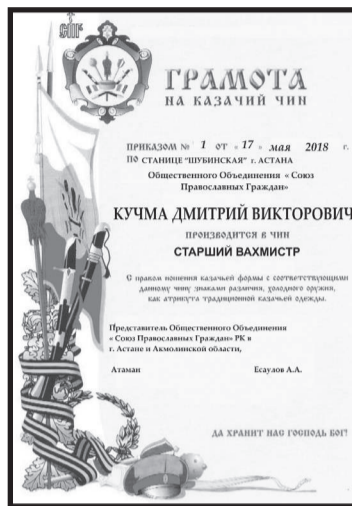 ГРАМОТА
НА КАЗАЧИЙ ЧИН
ПРИКАЗОМ № 1 ОТ «17» мая 2018 г.
ПО СТАНИЦЕ "ШУБИНСКАЯ" г. АСТАНА
Общественного Объединения « Союз
Православных Граждан»
КУЧМА ДМИТРИЙ ВИКТОРОВИЧ
ПРОИЗВОДИТСЯ В ЧИН
СТАРШИЙ ВАХМИСТР
С правом ношения казачьей формы с соответствующими
данному чину знаками различия, холодного оружия,
как атрибута традиционной казачьей одежды.
Представитель Общественного Объединения
« Союз Православных Граждан» РК в
г. Астане и Акмолинской области,
Атаман Есаулов А.А.
ДА ХРАНИТ НАС ГОСПОДЬ БОГ!